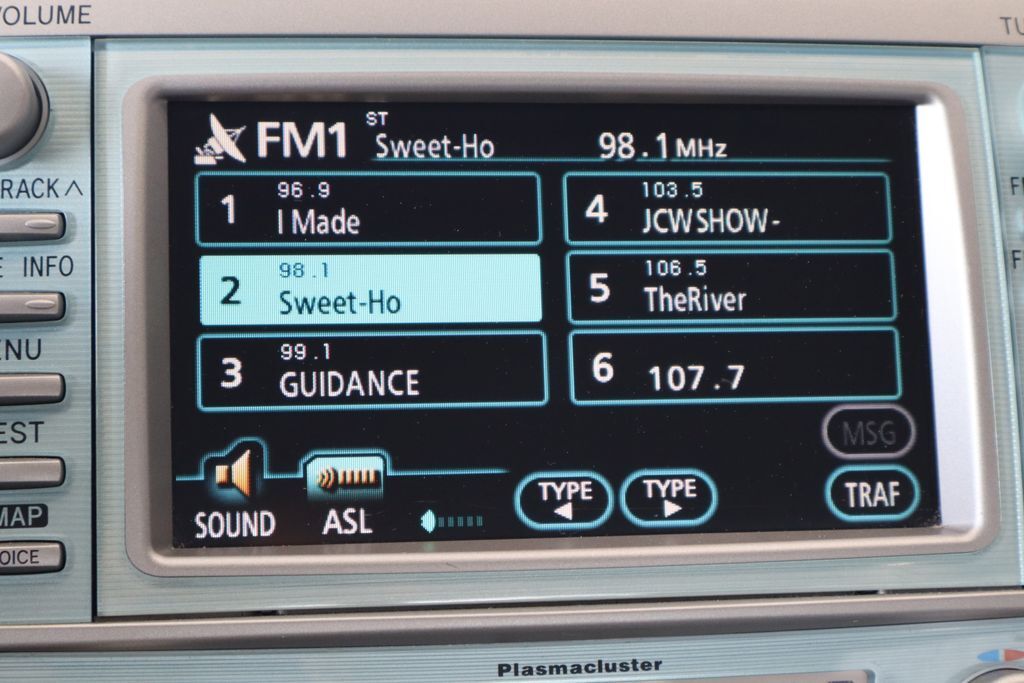 VOLUME
TU
FM1 ST Sweet-Ho 98.1 MHz
1 96.9
I Made
2 98.1
Sweet-Ho
3 99.1
GUIDANCE
4 103.5
JCWSHOW-
5 106.5
TheRiver
6 107.7
RACK ∧
E INFO
ENU
EST
MAP
OICE
MSG
TRAF
TYPE ◀
TYPE ▶
SOUND
ASL
Plasmacluster